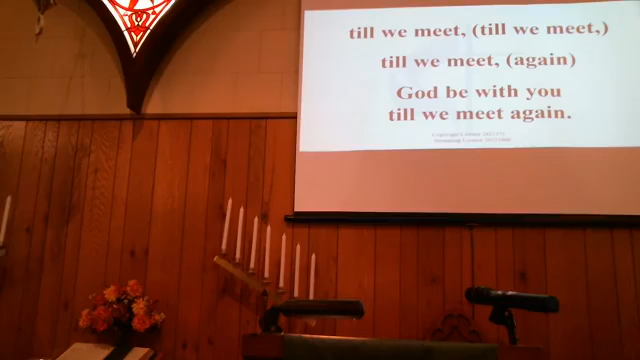 till we meet, (till we meet,)
till we meet, (again)
God be with you
till we meet again.